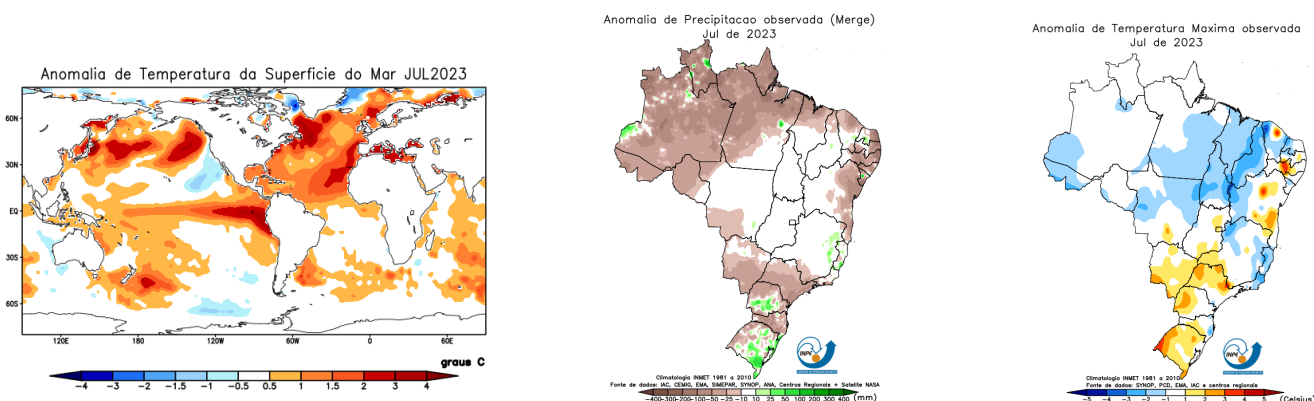 Anomalia de Temperatura da Superficie do Mar JUL2023
60N
30N
EQ
30S
60S
120E 180 120W 60W 0 60E
graus C
-4 -3 -2 -1.5 -1 -0.5 0.5 1 1.5 2 3 4
Anomalia de Precipitacao observada (Merge)
Jul de 2023
INPE
Climatologia INMET 1981 a 2010
Fonte de dados: IAC, CEMIG, EMA, SIMEPAR, SYNOP, ANA, Centros Regionais + Satelite NASA
-400-300-200-100 -50 -25 -10 10 25 50 100 200 300 400 (mm)
Anomalia de Temperatura Maxima observada
Jul de 2023
INPE
Climatologia INMET 1981 a 2010
Fonte de dados: SYNOP, PCD, EMA, IAC e centros regionais
-5 -4 -3 -2 -1 1 2 3 4 5 (Celsius)